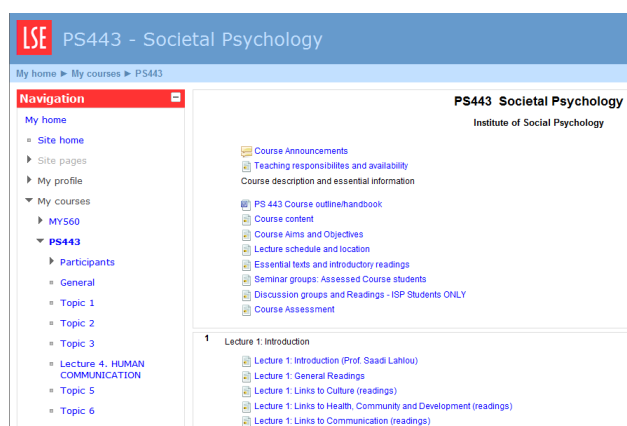 LSE PS443 - Societal Psychology
My home ► My courses ► PS443
Navigation
My home
Site home
Site pages
My profile
My courses
MY560
PS443
Participants
General
Topic 1
Topic 2
Topic 3
Lecture 4. HUMAN
COMMUNICATION
Topic 5
Topic 6
PS443 Societal Psychology
Institute of Social Psychology
Course Announcements
Teaching responsibilites and availability
Course description and essential information
PS 443 Course outline/handbook
Course content
Course Aims and Objectives
Lecture schedule and location
Essential texts and introductory readings
Seminar groups: Assessed Course students
Discussion groups and Readings - ISP Students ONLY
Course Assessment
1 Lecture 1: Introduction
Lecture 1: Introduction (Prof. Saadi Lahlou)
Lecture 1: General Readings
Lecture 1: Links to Culture (readings)
Lecture 1: Links to Health, Community and Development (readings)
Lecture 1: Links to Communication (readings)